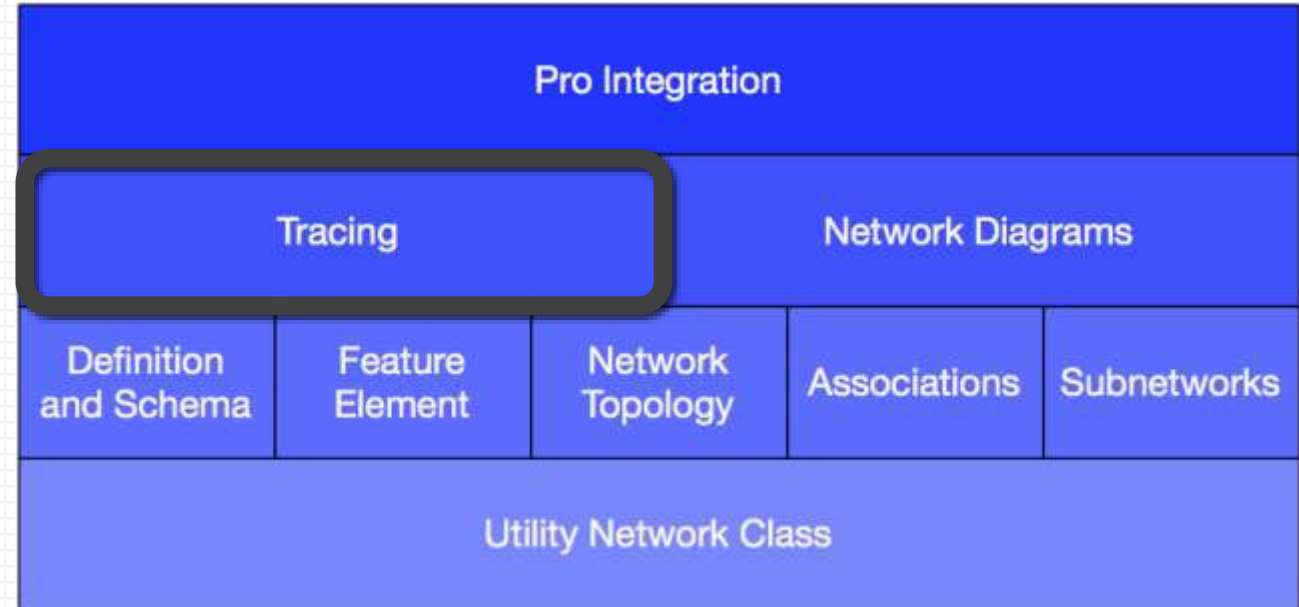 Pro Integration
Tracing
Network Diagrams
Definition
and Schema
Feature
Element
Network
Topology
Associations
Subnetworks
Utility Network Class